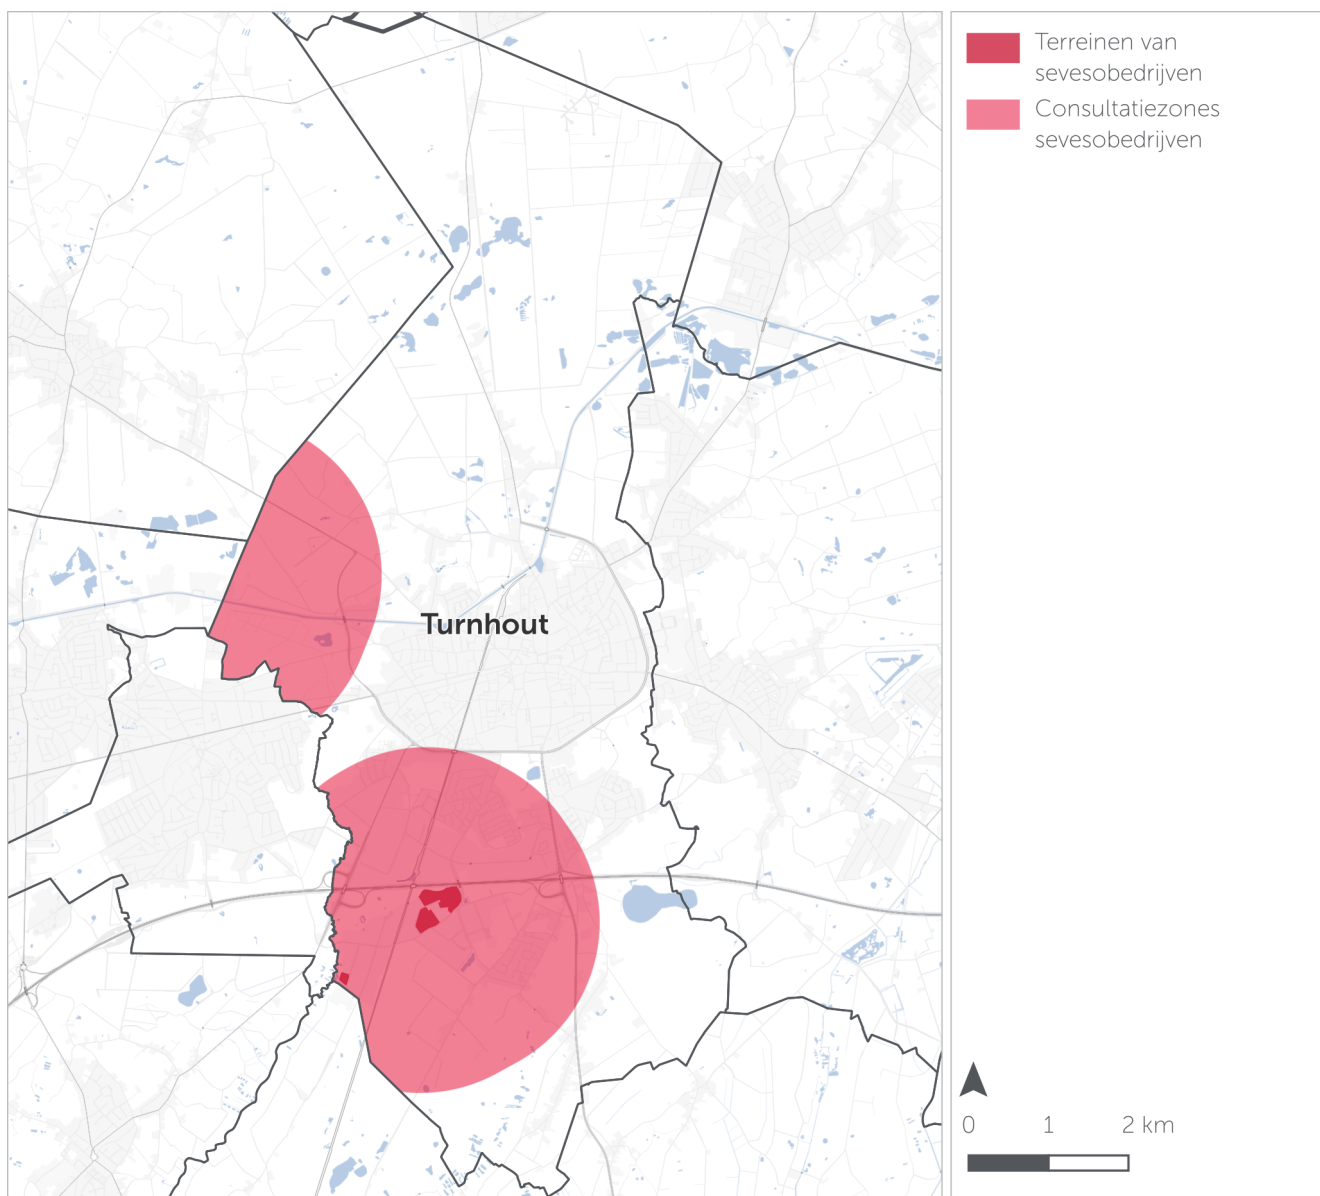 Terreinen van
sevesobedrijven
Consultatiezones
sevesobedrijven
Turnhout
0 1 2 km